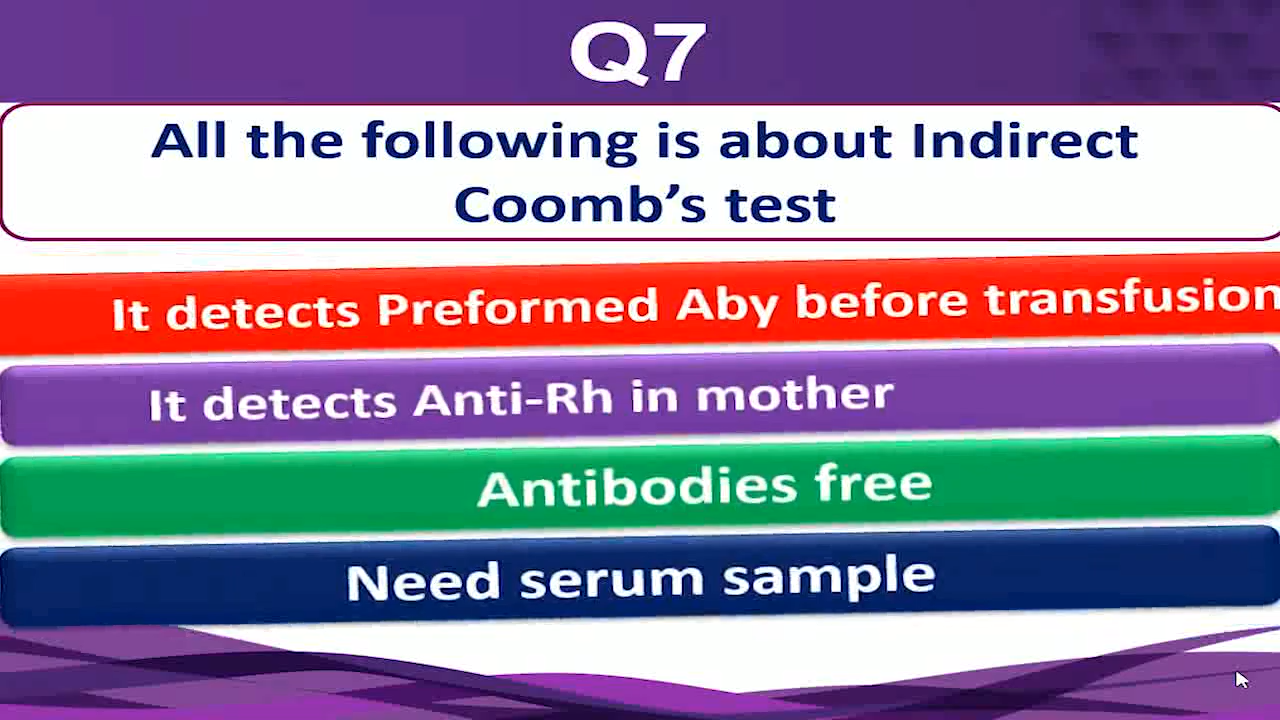 Q7
All the following is about Indirect
Coomb’s test
It detects Preformed Aby before transfusion
It detects Anti-Rh in mother
Antibodies free
Need serum sample